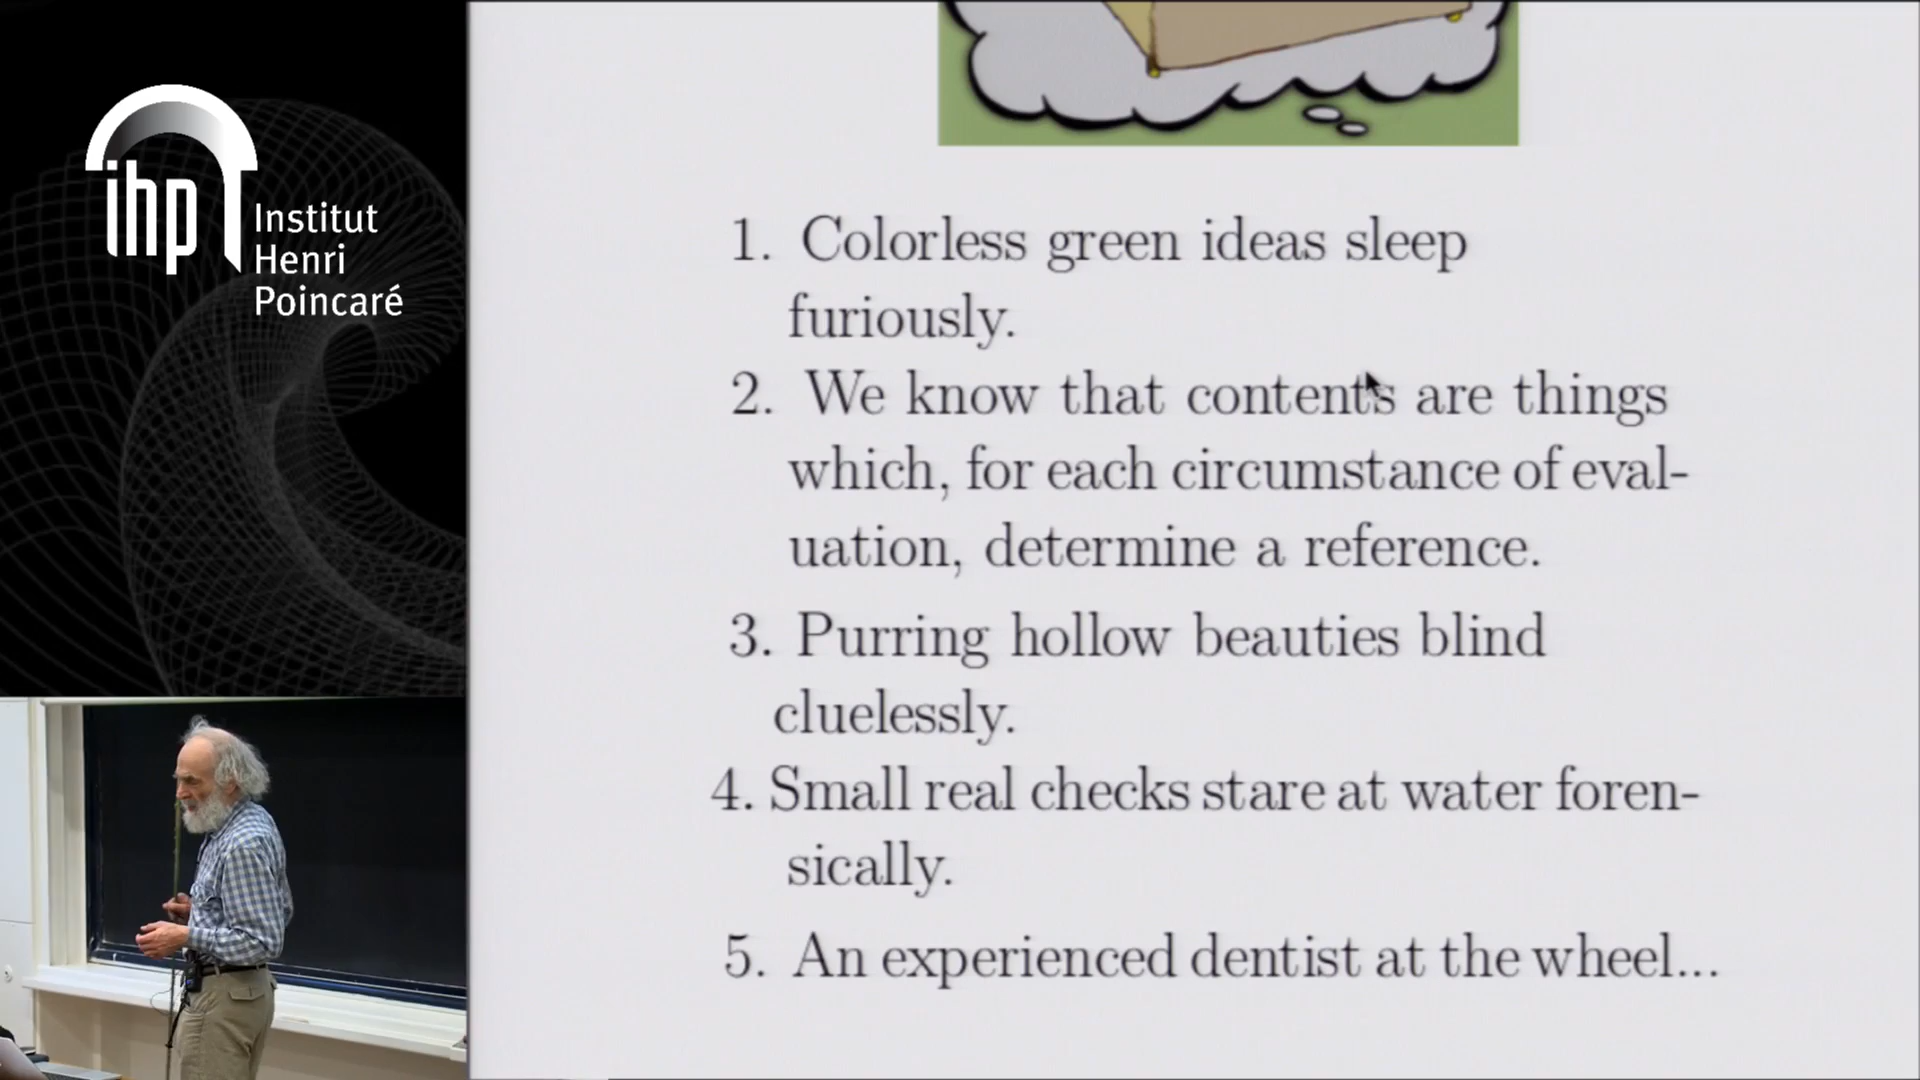 ihp
Institut
Henri
Poincaré
1. Colorless green ideas sleep
furiously.
2. We know that contents are things
which, for each circumstance of eval-
uation, determine a reference.
3. Purring hollow beauties blind
cluelessly.
4. Small real checks stare at water foren-
sically.
5. An experienced dentist at the wheel...